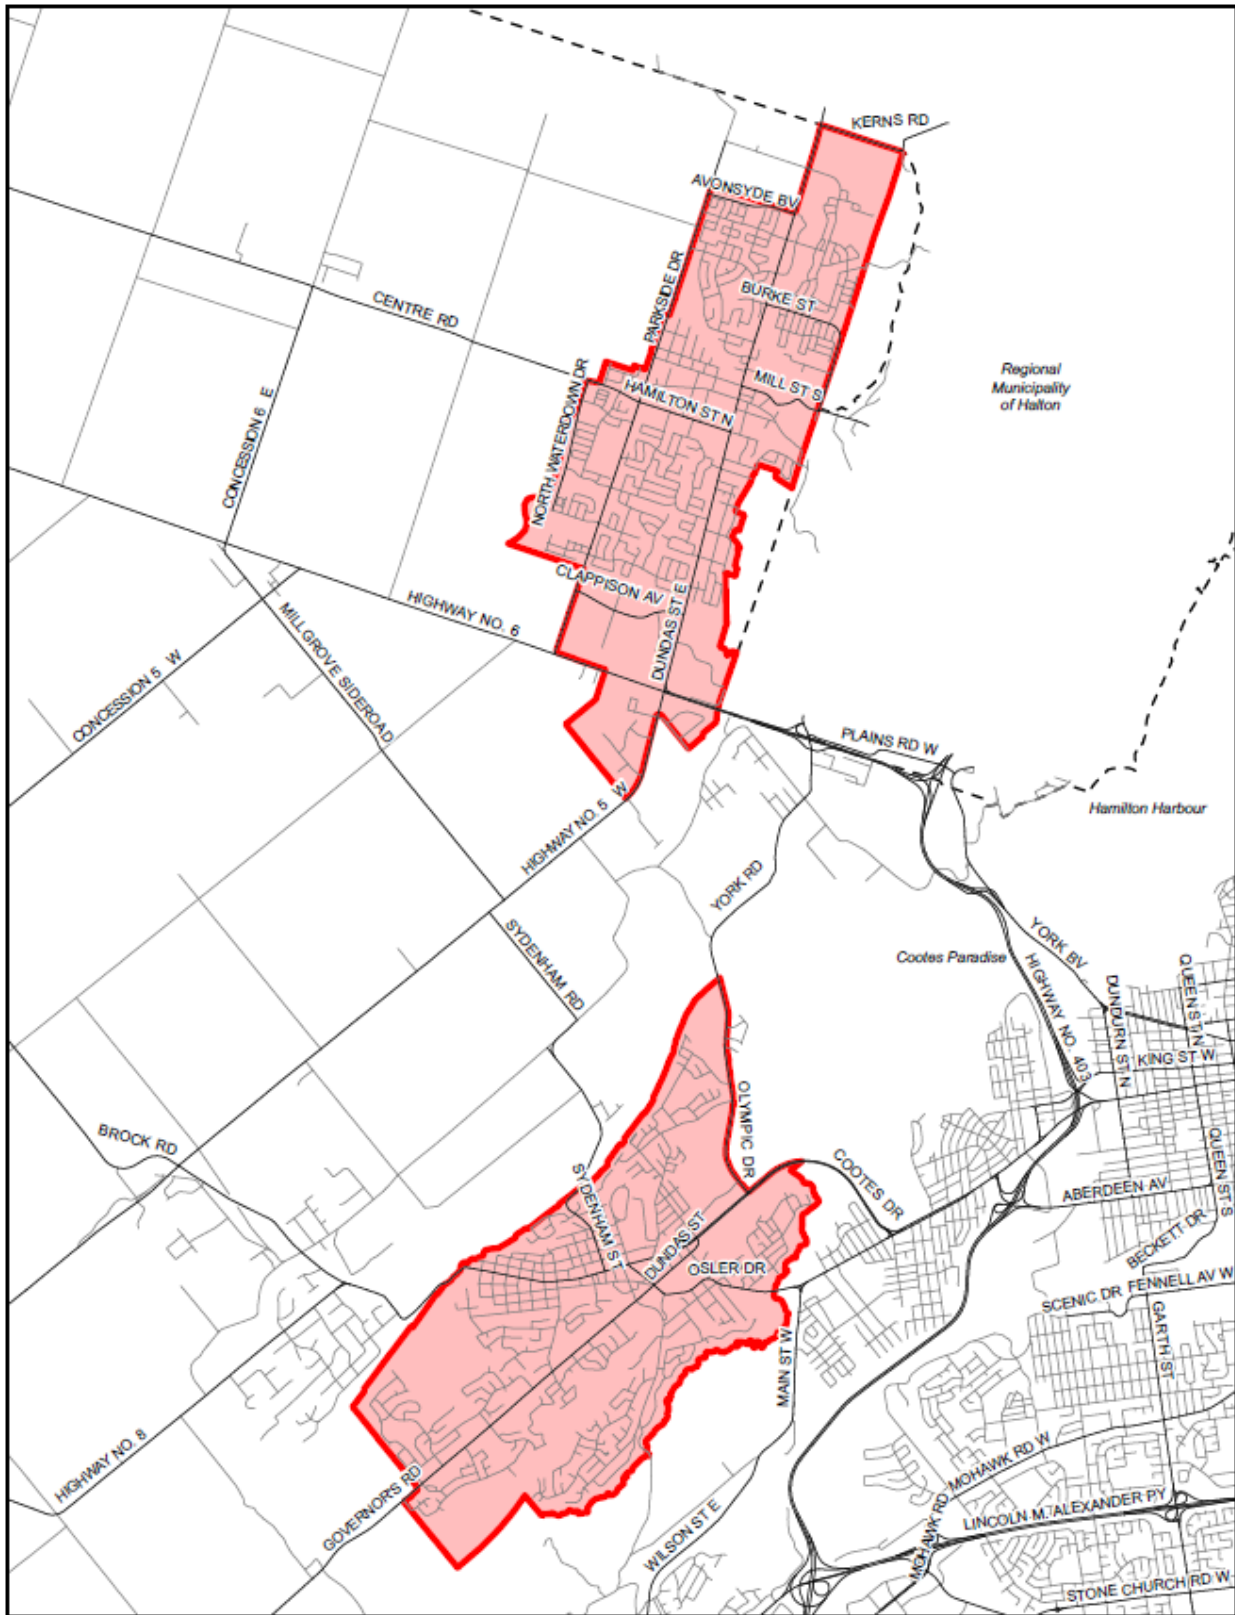 KERNS RD
AVONSYDE BV
PARKSIDE DR
BURKE ST
CENTRE RD
MILL ST S
HAMILTON ST N
NORTH WATERDOWN DR
Regional
Municipality
of Halton
CONCESSION 6 E
CLAPPISON AV
HIGHWAY NO. 6
DUNDAS ST E
MILLGROVE SIDEROAD
CONCESSION 5 W
PLAINS RD W
HIGHWAY NO. 5 W
Hamilton Harbour
YORK RD
SYDENHAM RD
Cootes Paradise
YORK BV
HIGHWAY NO. 403
QUEEN ST N
DUNDURN ST N
KING ST W
OLYMPIC DR
BROCK RD
COOTES DR
SYDENHAM ST
ABERDEEN AV
QUEEN ST S
DUNDAS ST
BECKETT DR
OSLER DR
SCENIC DR
FENNELL AV W
GARTH ST
MAIN ST W
HIGHWAY NO. 8
GOVERNOR'S RD
MOHAWK RD W
LINCOLN M. ALEXANDER PY
MOHAWK RD
WILSON ST E
STONE CHURCH RD W